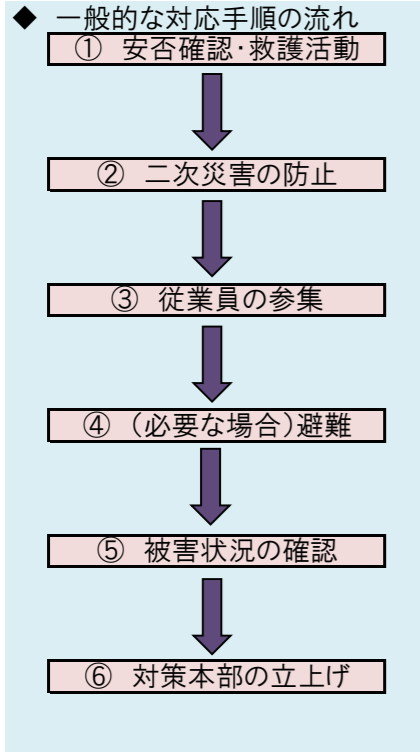 ◆ 一般的な対応手順の流れ
① 安否確認・救護活動
② 二次災害の防止
③ 従業員の参集
④ (必要な場合)避難
⑤ 被害状況の確認
⑥ 対策本部の立上げ